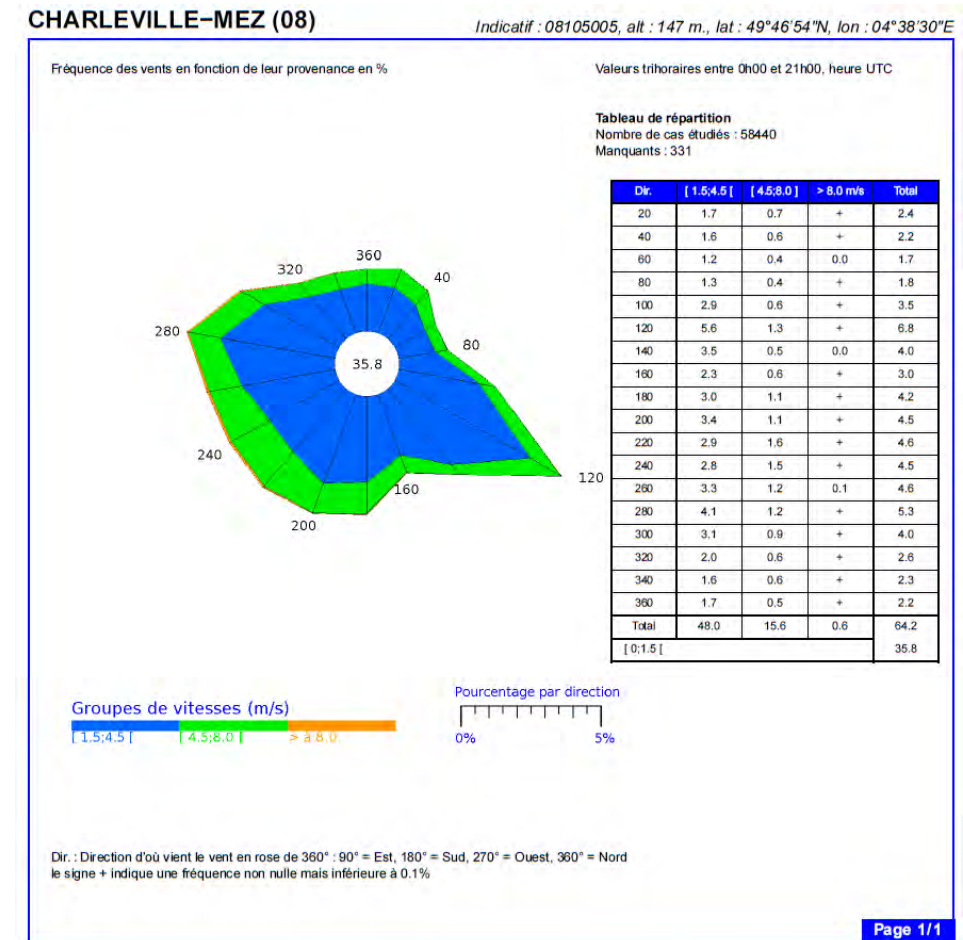 CHARLEVILLE−MEZ (08)
Indicatif : 08105005, alt : 147 m., lat : 49°46'54"N, lon : 04°38'30"E
Fréquence des vents en fonction de leur provenance en %
Valeurs trihoraires entre 0h00 et 21h00, heure UTC
Tableau de répartition
Nombre de cas étudiés : 58440
Manquants : 331
Dir. [ 1.5;4.5 [ [ 4.5;8.0 ] > 8.0 m/s Total
20 1.7 0.7 + 2.4
40 1.6 0.6 + 2.2
60 1.2 0.4 0.0 1.7
80 1.3 0.4 + 1.8
100 2.9 0.6 + 3.5
120 5.6 1.3 + 6.8
140 3.5 0.5 0.0 4.0
160 2.3 0.6 + 3.0
180 3.0 1.1 + 4.2
200 3.4 1.1 + 4.5
220 2.9 1.6 + 4.6
240 2.8 1.5 + 4.5
260 3.3 1.2 0.1 4.6
280 4.1 1.2 + 5.3
300 3.1 0.9 + 4.0
320 2.0 0.6 + 2.6
340 1.6 0.6 + 2.3
360 1.7 0.5 + 2.2
Total 48.0 15.6 0.6 64.2
[ 0;1.5 [ 35.8
360
320
40
280
80
35.8
240
120
160
200
Groupes de vitesses (m/s)
[ 1.5;4.5 [ [ 4.5;8.0 [ > à 8.0
Pourcentage par direction
0% 5%
Dir. : Direction d'où vient le vent en rose de 360° : 90° = Est, 180° = Sud, 270° = Ouest, 360° = Nord
le signe + indique une fréquence non nulle mais inférieure à 0.1%
Page 1/1